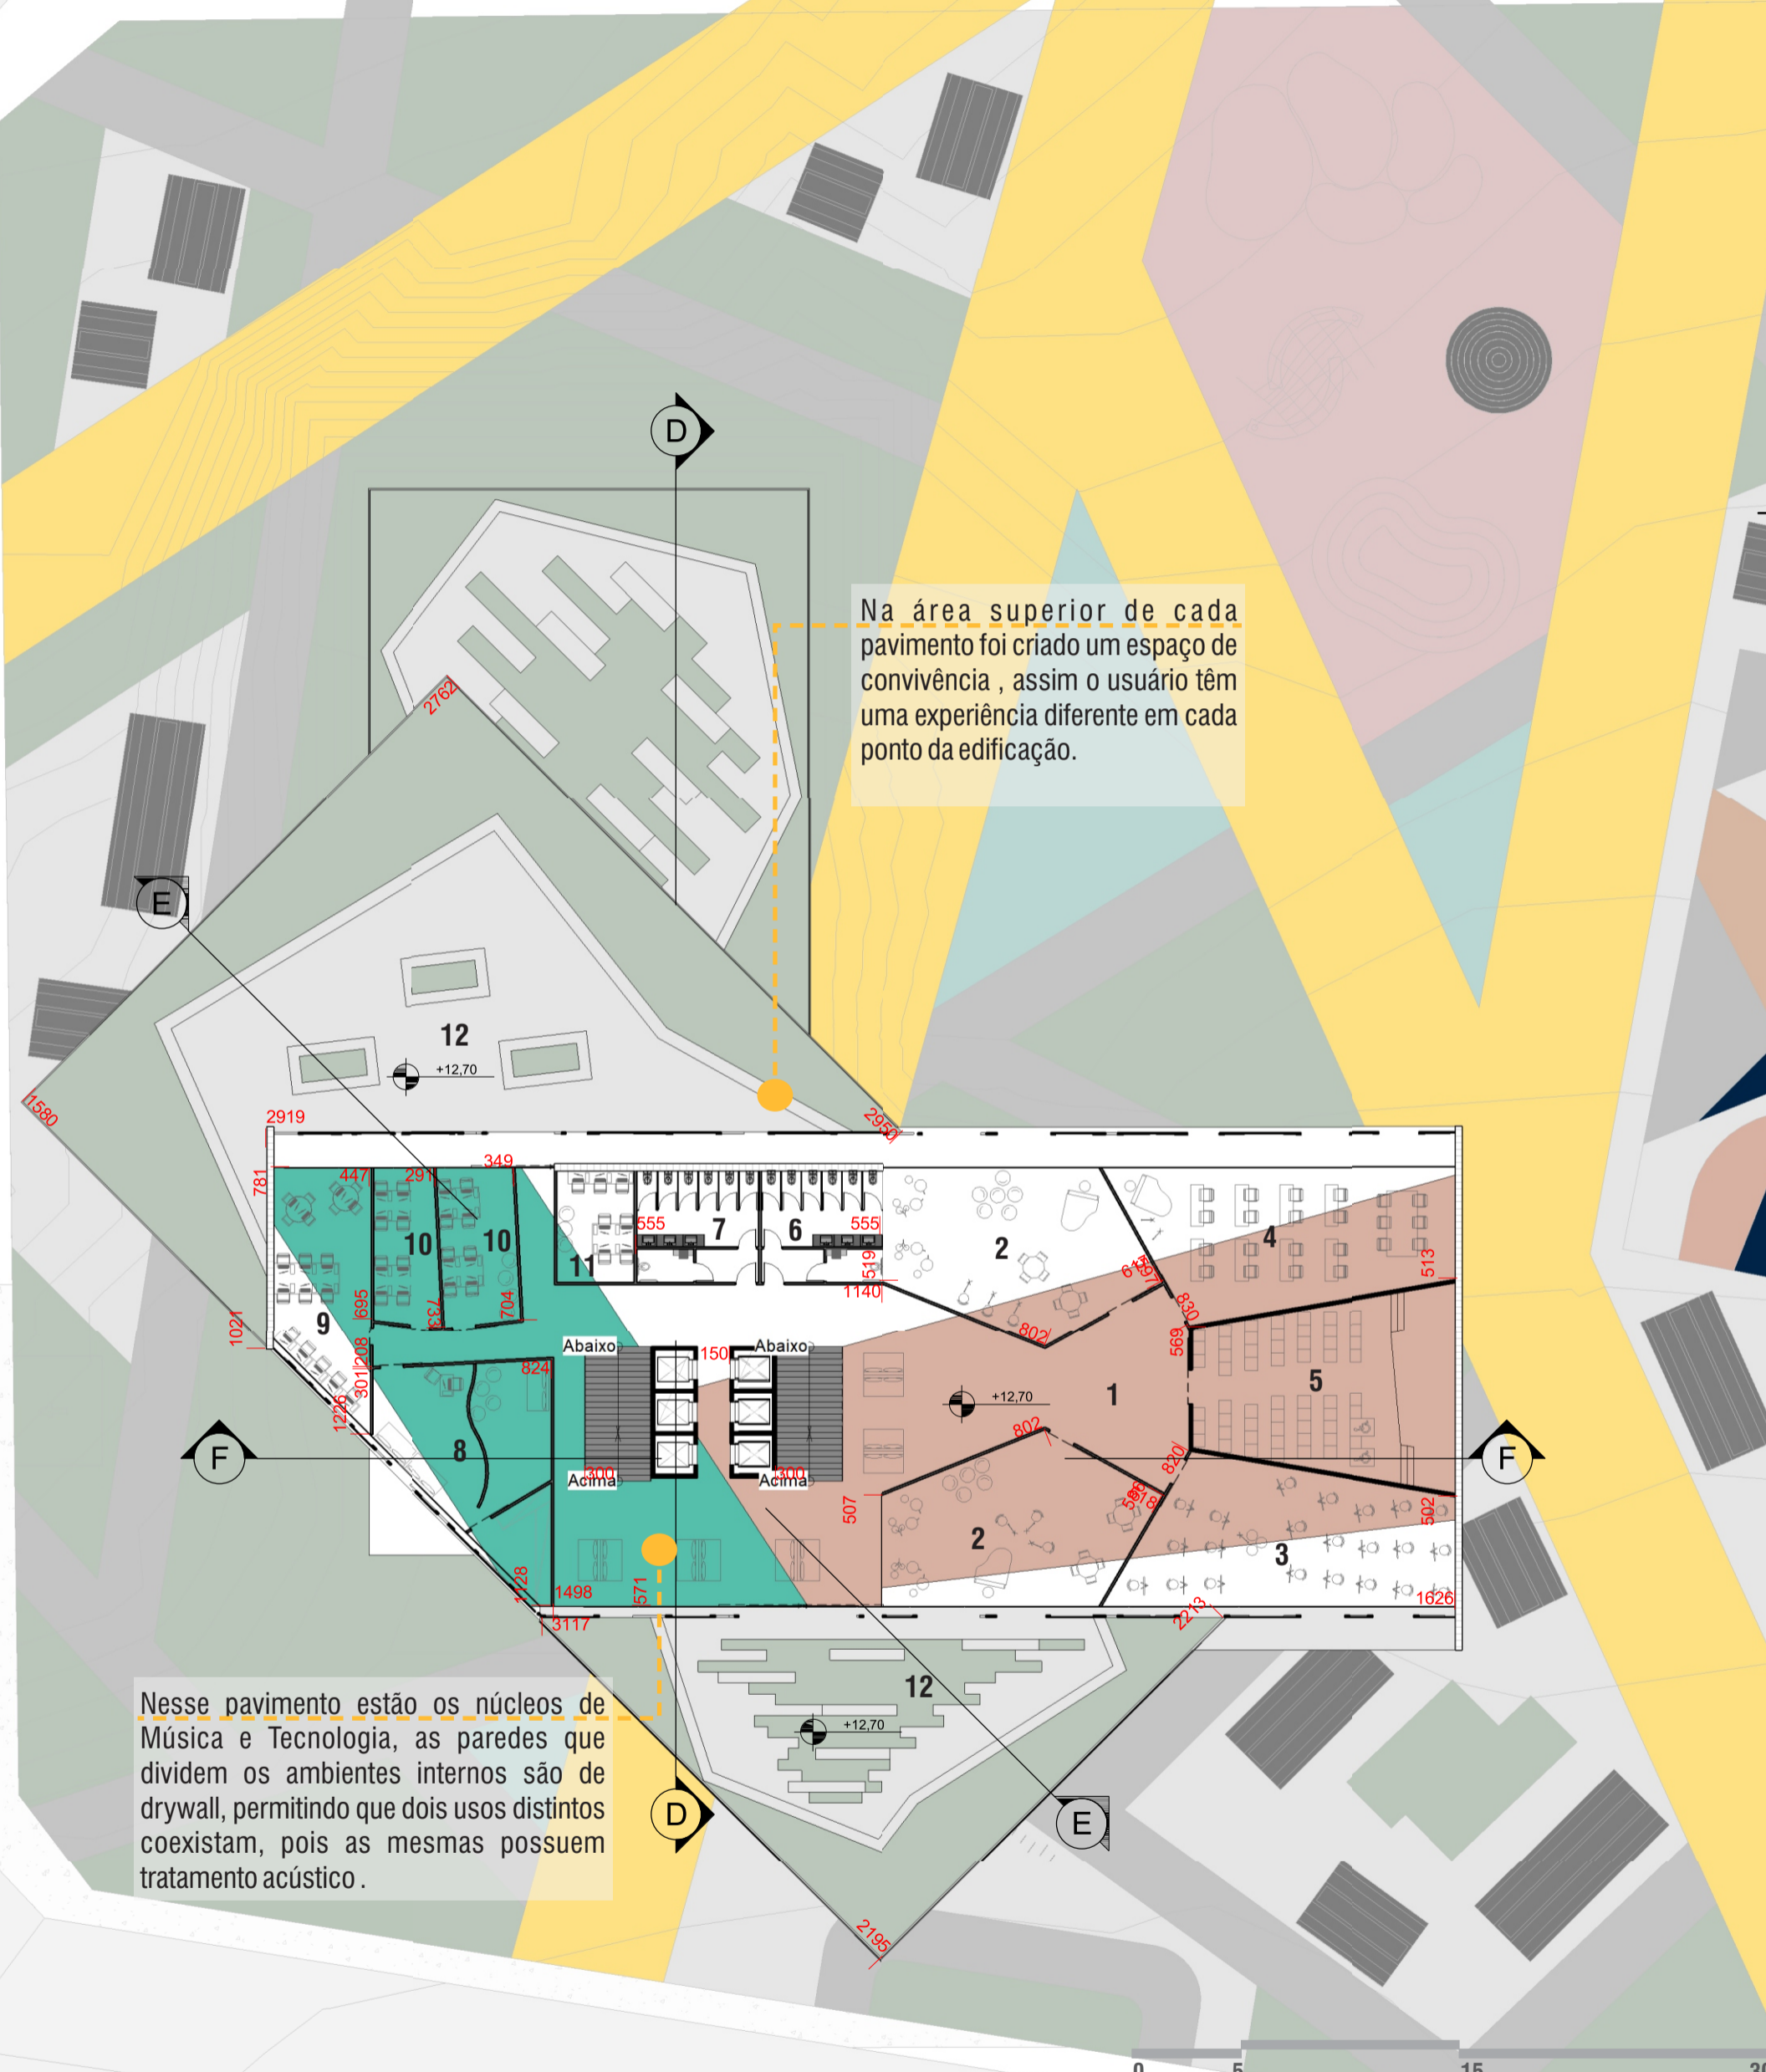 D
Na área superior de cada
pavimento foi criado um espaço de
convivência , assim o usuário têm
uma experiência diferente em cada
ponto da edificação.
2762
E
12
+12,70
1580
2919
2950
781
447
291
349
10
10
11
555
7
6
555
519
1140
2
4
513
695
733
704
9
1021
208
301
1226
824
Abaixo
150
Abaixo
802
830
569
1
+12,70
5
802
820
8
F
F
300
Acima
300
Acima
507
502
2
3
1128
1498
571
3117
1626
2213
12
+12,70
Nesse pavimento estão os núcleos de
Música e Tecnologia, as paredes que
dividem os ambientes internos são de
drywall, permitindo que dois usos distintos
coexistam, pois as mesmas possuem
tratamento acústico .
D
E
2195
0 5 15 30